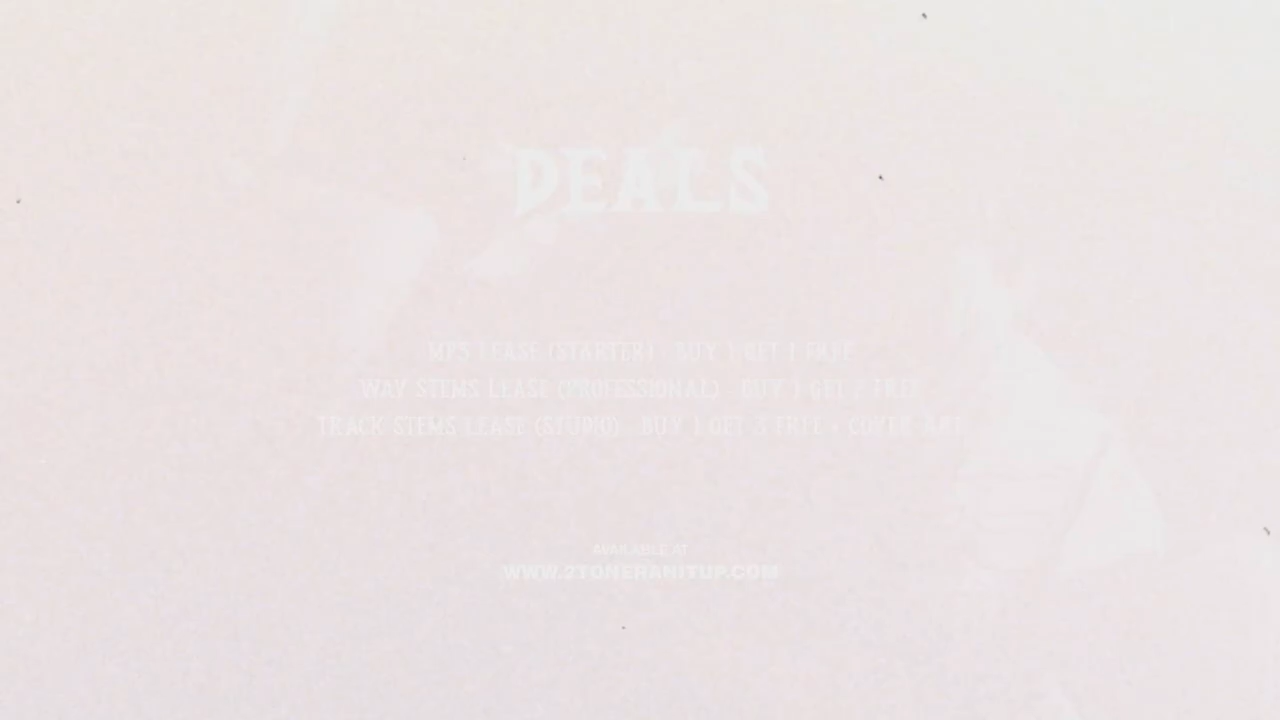 DEALS
MP3 LEASE (STARTER) BUY 1 GET 1 FREE
WAV STEMS LEASE (PROFESSIONAL) BUY 1 GET 2 FREE
TRACK STEMS LEASE (STUDIO) BUY 1 GET 3 FREE + COVER ART
AVAILABLE AT
WWW.2TONERANITUP.COM